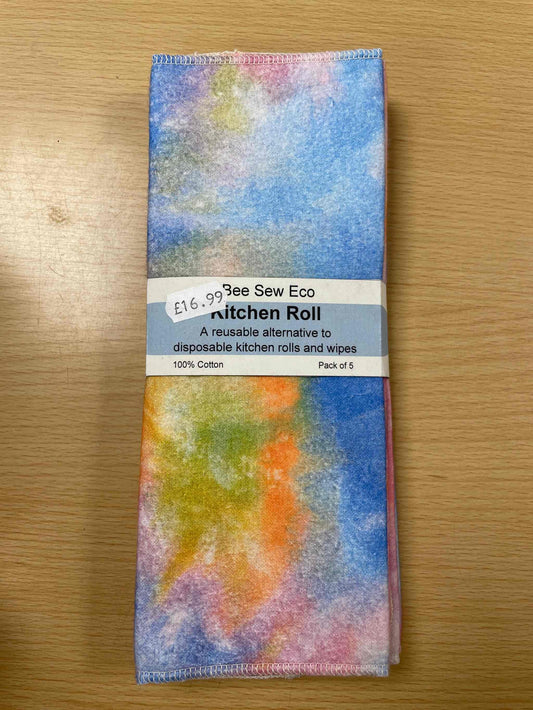 Bee Sew Eco
£16.99
Kitchen Roll
A reusable alternative to
disposable kitchen rolls and wipes
100% Cotton Pack of 5